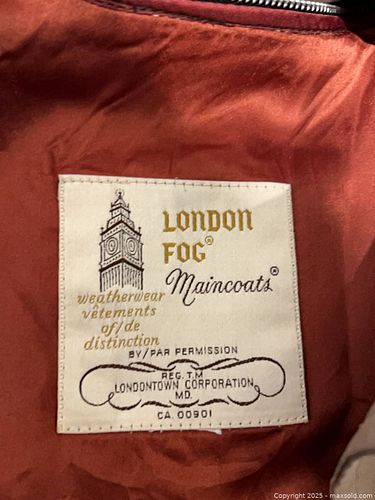 LONDON
FOG®
Maincoats®
weatherwear
vêtements
of/de
distinction
BY/PAR PERMISSION
REG. T.M
LONDONTOWN CORPORATION
MD.
CA. 00901
Copyright 2025 - maxsold.com